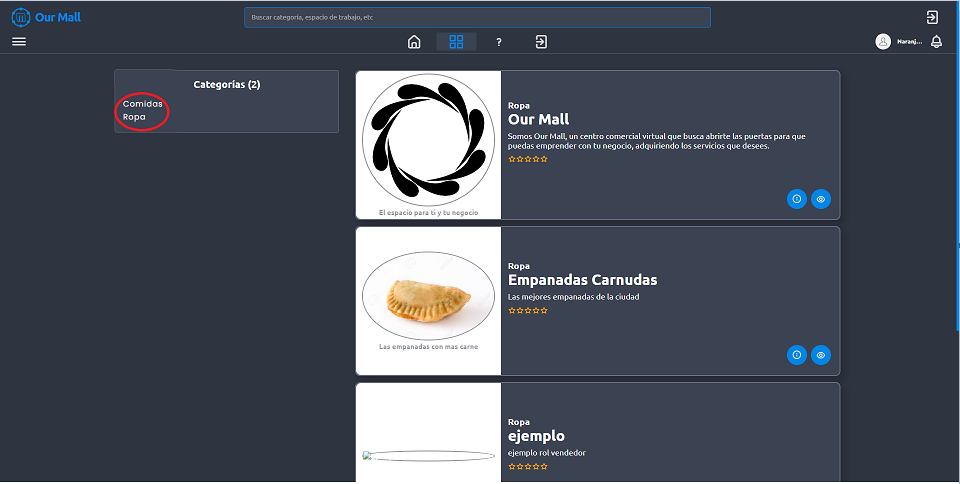 Our Mall
Buscar categoria, espacio de trabajo, etc
?
Naranj...
Categorías (2)
Comidas
Ropa
Ropa
Our Mall
Somos Our Mall, un centro comercial virtual que busca abrirte las puertas para que
puedas emprender con tu negocio, adquiriendo los servicios que desees.
El espacio para ti y tu negocio
Ropa
Empanadas Carnudas
Las mejores empanadas de la ciudad
Las empanadas con mas carne
Ropa
ejemplo
ejemplo rol vendedor